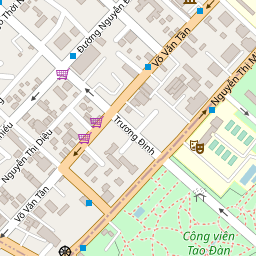 Đường Nguyễn
Võ Văn Tần
Nguyễn Thị M
Trương Định
Nguyễn Thị Diệu
Võ Văn Tần
Công viên
Tao Đàn